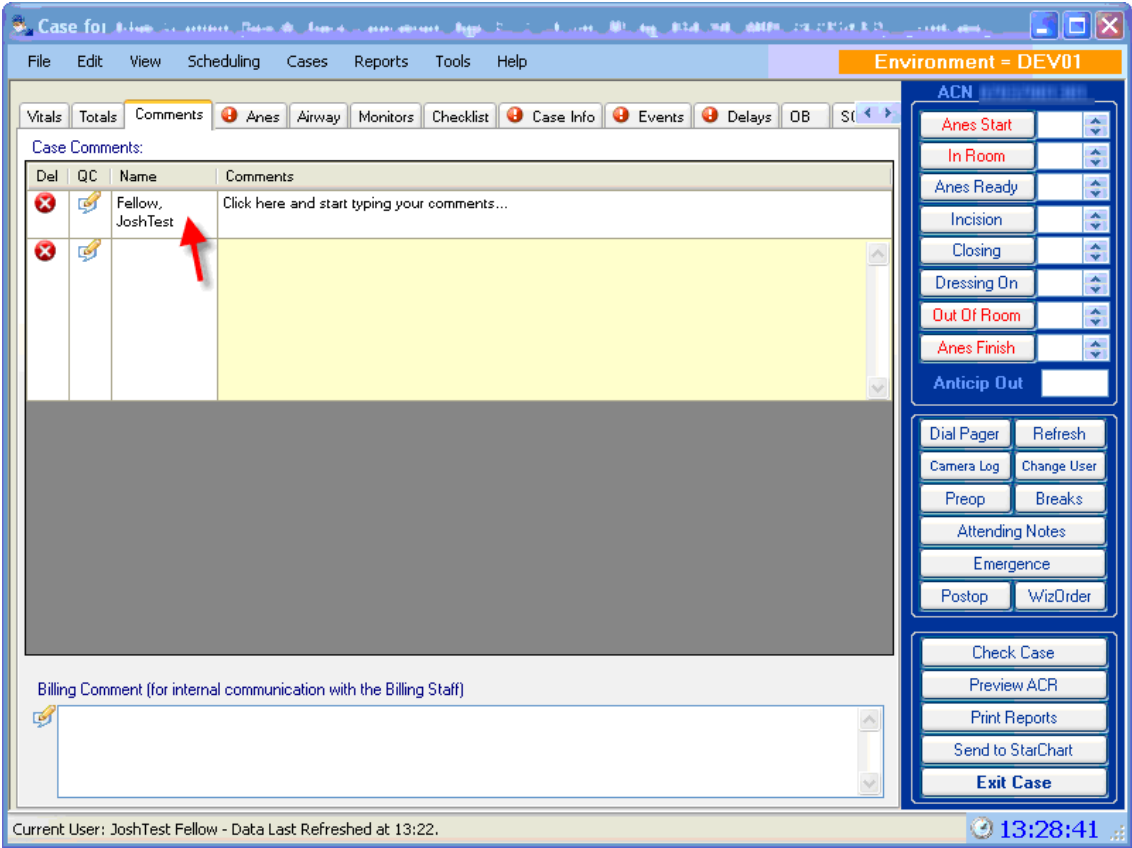 Case for
File Edit View Scheduling Cases Reports Tools Help
Environment = DEV01
Vitals Totals Comments Anes Airway Monitors Checklist Case Info Events Delays OB
Case Comments:
Del QC Name Comments
Fellow,
JoshTest
Click here and start typing your comments...
Billing Comment (for internal communication with the Billing Staff)
ACN
Anes Start
In Room
Anes Ready
Incision
Closing
Dressing On
Out Of Room
Anes Finish
Anticip Out
Dial Pager Refresh
Camera Log Change User
Preop Breaks
Attending Notes
Emergence
Postop WizOrder
Check Case
Preview ACR
Print Reports
Send to StarChart
Exit Case
Current User: JoshTest Fellow - Data Last Refreshed at 13:22.
13:28:41